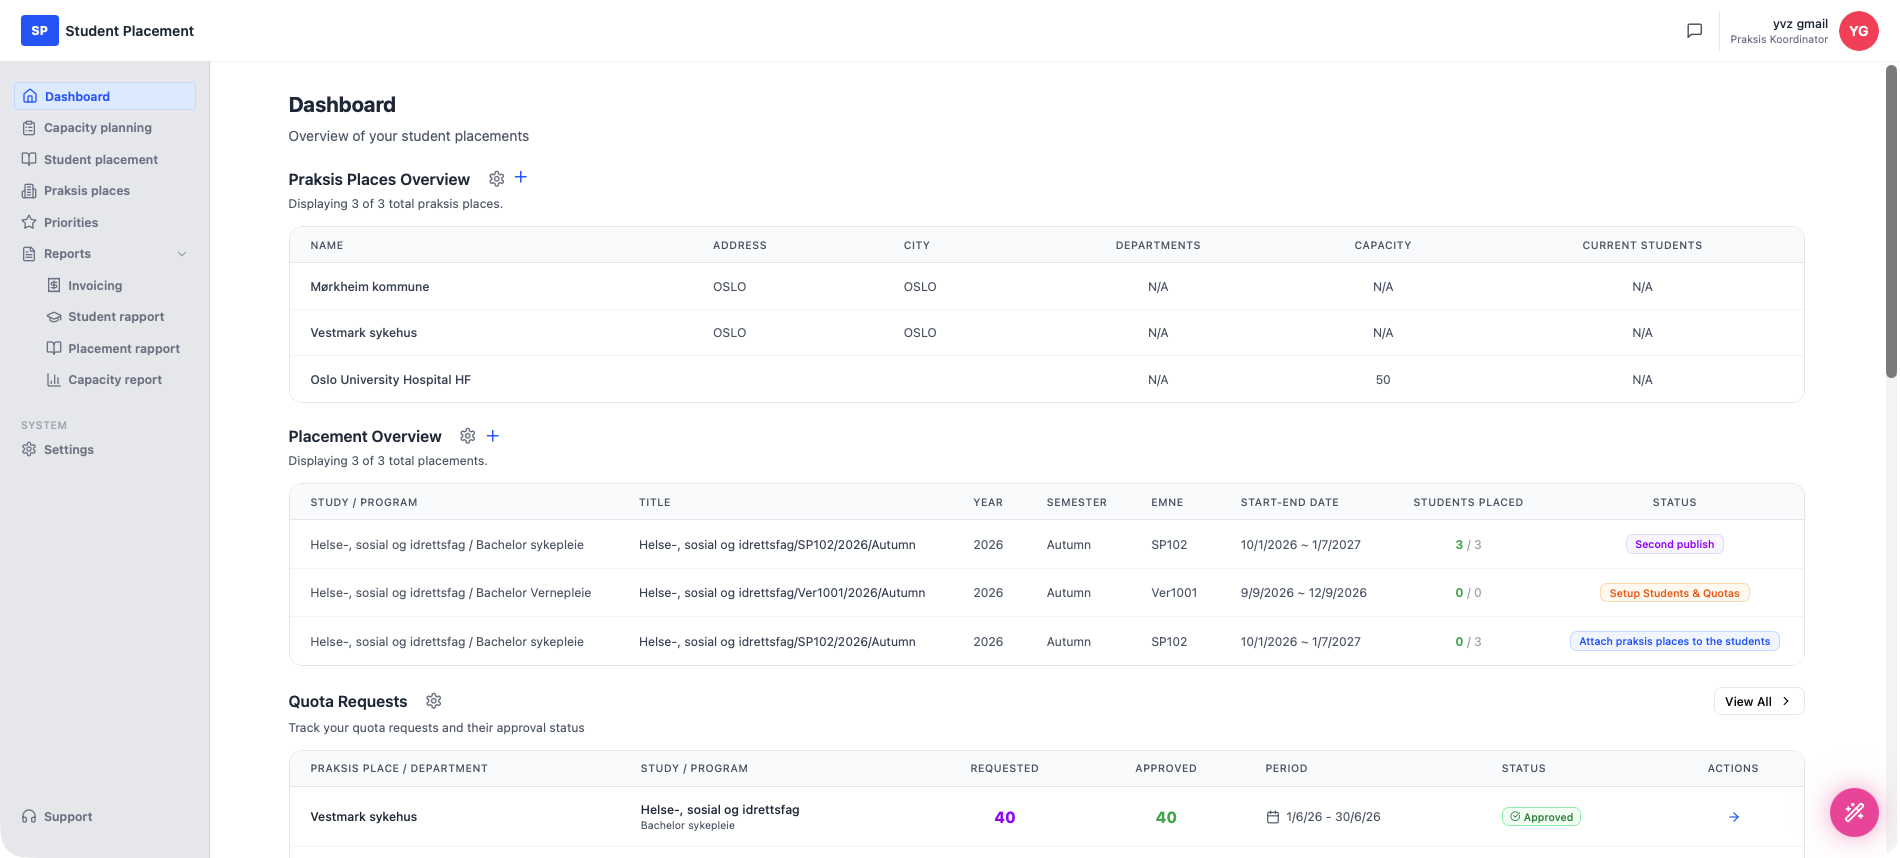 SP Student Placement
yvz gmail
Praksis Koordinator
YG
Dashboard
Capacity planning
Student placement
Praksis places
Priorities
Reports
Invoicing
Student rapport
Placement rapport
Capacity report
SYSTEM
Settings
Support
Dashboard
Overview of your student placements
Praksis Places Overview
Displaying 3 of 3 total praksis places.
NAME ADDRESS CITY DEPARTMENTS CAPACITY CURRENT STUDENTS
Mørkheim kommune OSLO OSLO N/A N/A N/A
Vestmark sykehus OSLO OSLO N/A N/A N/A
Oslo University Hospital HF N/A 50 N/A
Placement Overview
Displaying 3 of 3 total placements.
STUDY / PROGRAM TITLE YEAR SEMESTER EMNE START-END DATE STUDENTS PLACED STATUS
Helse-, sosial og idrettsfag / Bachelor sykepleie Helse-, sosial og idrettsfag/SP102/2026/Autumn 2026 Autumn SP102 10/1/2026 ~ 1/7/2027 3 / 3 Second publish
Helse-, sosial og idrettsfag / Bachelor Vernepleie Helse-, sosial og idrettsfag/Ver1001/2026/Autumn 2026 Autumn Ver1001 9/9/2026 ~ 12/9/2026 0 / 0 Setup Students & Quotas
Helse-, sosial og idrettsfag / Bachelor sykepleie Helse-, sosial og idrettsfag/SP102/2026/Autumn 2026 Autumn SP102 10/1/2026 ~ 1/7/2027 0 / 3 Attach praksis places to the students
Quota Requests
View All
Track your quota requests and their approval status
PRAKSIS PLACE / DEPARTMENT STUDY / PROGRAM REQUESTED APPROVED PERIOD STATUS ACTIONS
Vestmark sykehus Helse-, sosial og idrettsfag 40 40 1/6/26 - 30/6/26 Approved
Bachelor sykepleie